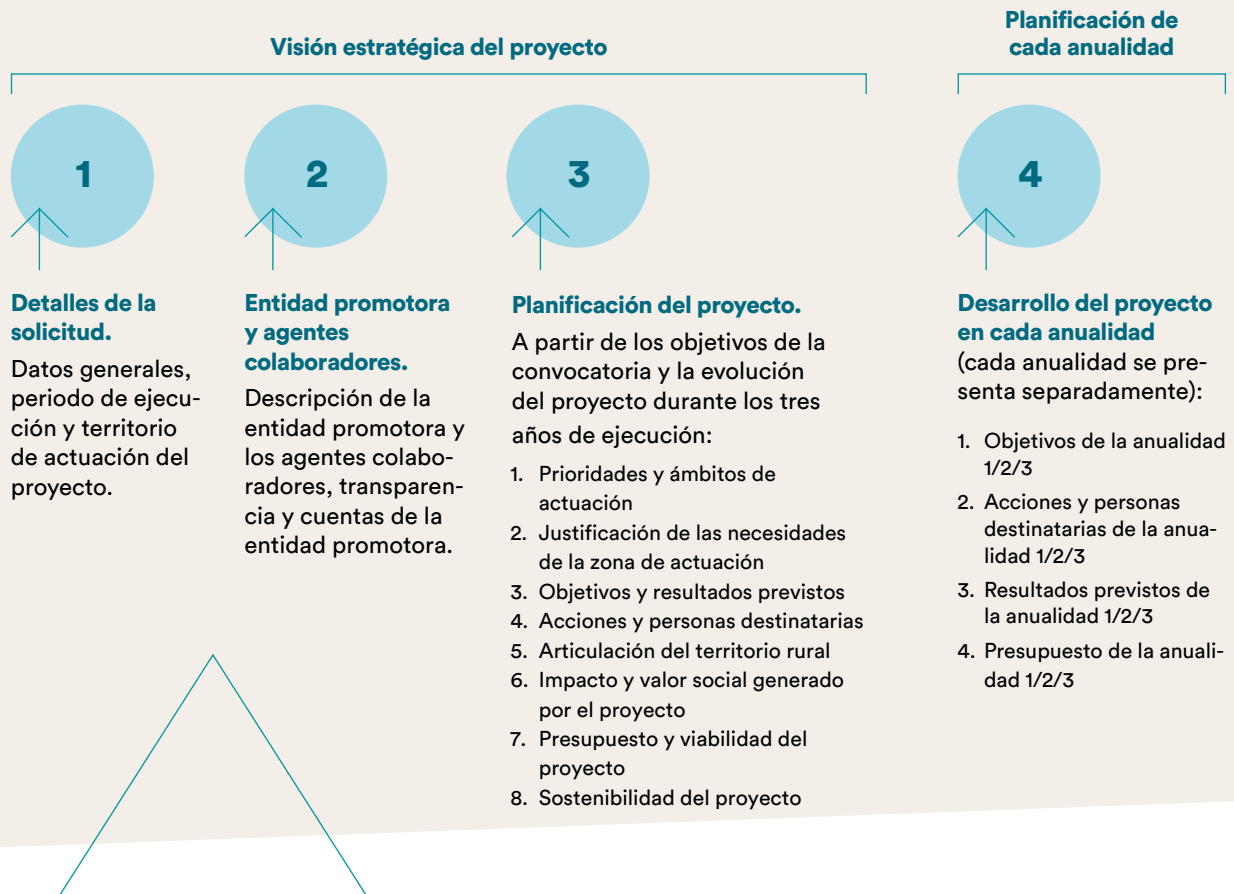 Visión estratégica del proyecto
Planificación de
cada anualidad
1
Detalles de la
solicitud.
Datos generales,
periodo de ejecu-
ción y territorio
de actuación del
proyecto.
2
Entidad promotora
y agentes
colaboradores.
Descripción de la
entidad promotora y
los agentes colabo-
radores, transparen-
cia y cuentas de la
entidad promotora.
3
Planificación del proyecto.
A partir de los objetivos de la
convocatoria y la evolución
del proyecto durante los tres
años de ejecución:
1. Prioridades y ámbitos de
actuación
2. Justificación de las necesidades
de la zona de actuación
3. Objetivos y resultados previstos
4. Acciones y personas destinatarias
5. Articulación del territorio rural
6. Impacto y valor social generado
por el proyecto
7. Presupuesto y viabilidad del
proyecto
8. Sostenibilidad del proyecto
4
Desarrollo del proyecto
en cada anualidad
(cada anualidad se pre-
senta separadamente):
1. Objetivos de la anualidad
1/2/3
2. Acciones y personas
destinatarias de la anua-
lidad 1/2/3
3. Resultados previstos de
la anualidad 1/2/3
4. Presupuesto de la anuali-
dad 1/2/3